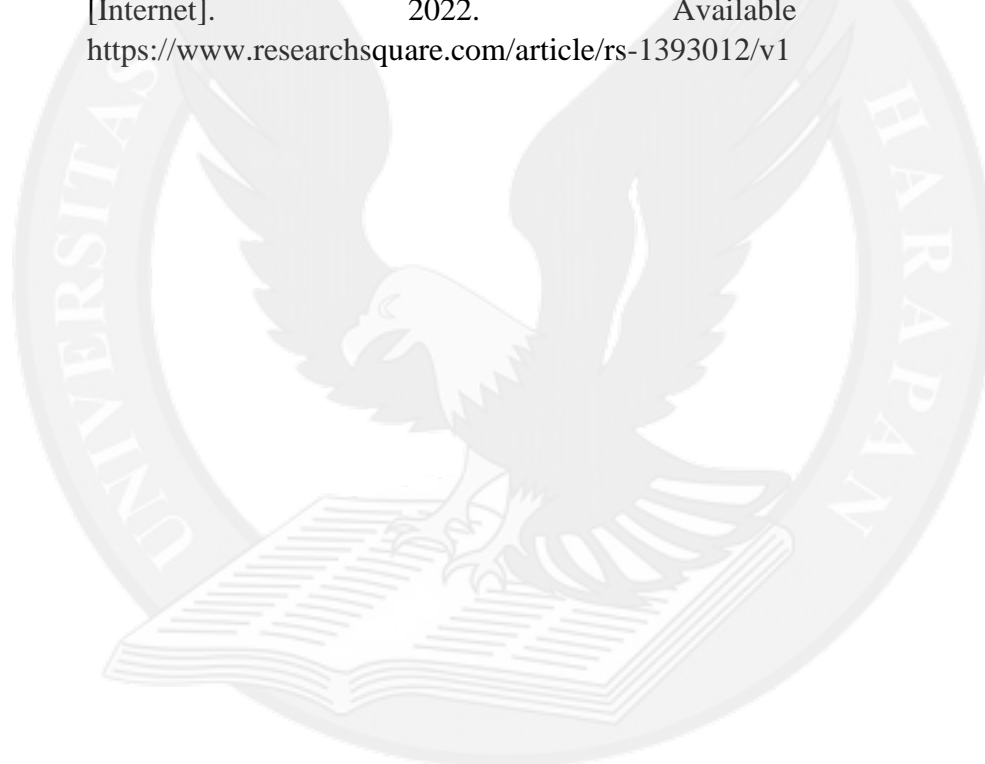 [Internet]. 2022. Available
https://www.researchsquare.com/article/rs-1393012/v1
UNIVERSITAS
HARAPAN